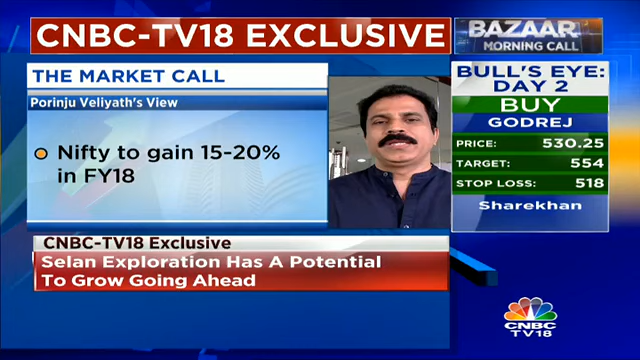 CNBC-TV18 EXCLUSIVE
BAZAAR
MORNING CALL
THE MARKET CALL
Porinju Veliyath's View
Nifty to gain 15-20%
in FY18
BULL'S EYE:
DAY 2
BUY
GODREJ
PRICE: 530.25
TARGET: 554
STOP LOSS: 518
Sharekhan
CNBC-TV18 Exclusive
Selan Exploration Has A Potential
To Grow Going Ahead
CNBC
TV18